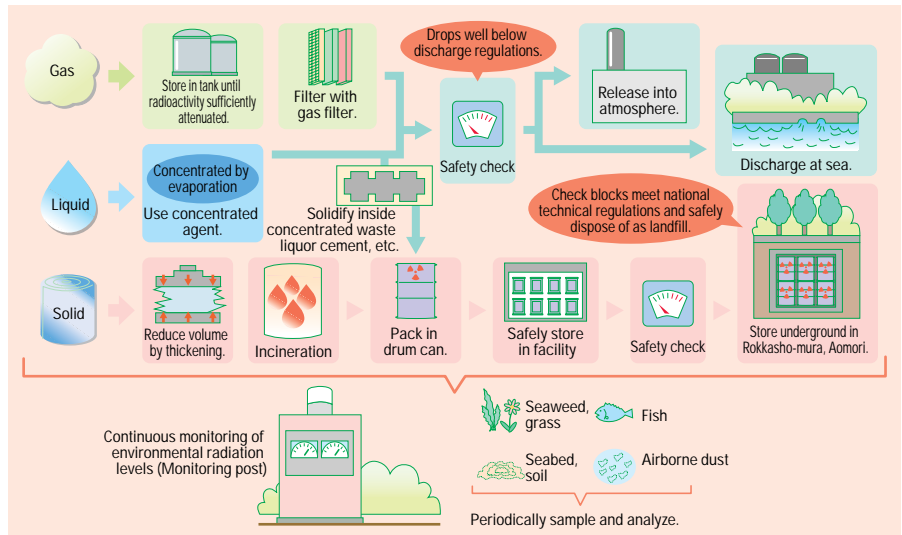 Gas
Store in tank until
radioactivity sufficiently
attenuated.
Filter with
gas filter.
Drops well below
discharge regulations.
Safety check
Release into
atmosphere.
Discharge at sea.
Liquid
Concentrated by
evaporation
Use concentrated
agent.
Solidify inside
concentrated waste
liquor cement, etc.
Check blocks meet national
technical regulations and safely
dispose of as landfill.
Solid
Reduce volume
by thickening.
Incineration
Pack in
drum can.
Safely store
in facility
Safety check
Store underground in
Rokkasho-mura, Aomori.
Continuous monitoring of
environmental radiation
levels (Monitoring post)
Seaweed,
grass
Fish
Seabed,
soil
Airborne dust
Periodically sample and analyze.